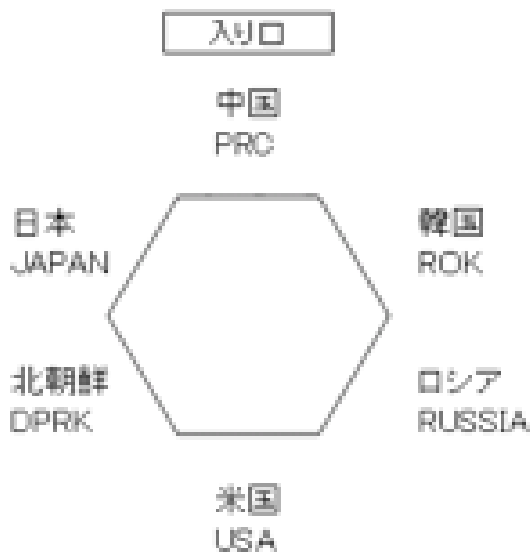 入り口
中国
PRC
日本
JAPAN
韓国
ROK
北朝鮮
DPRK
ロシア
RUSSIA
米国
USA